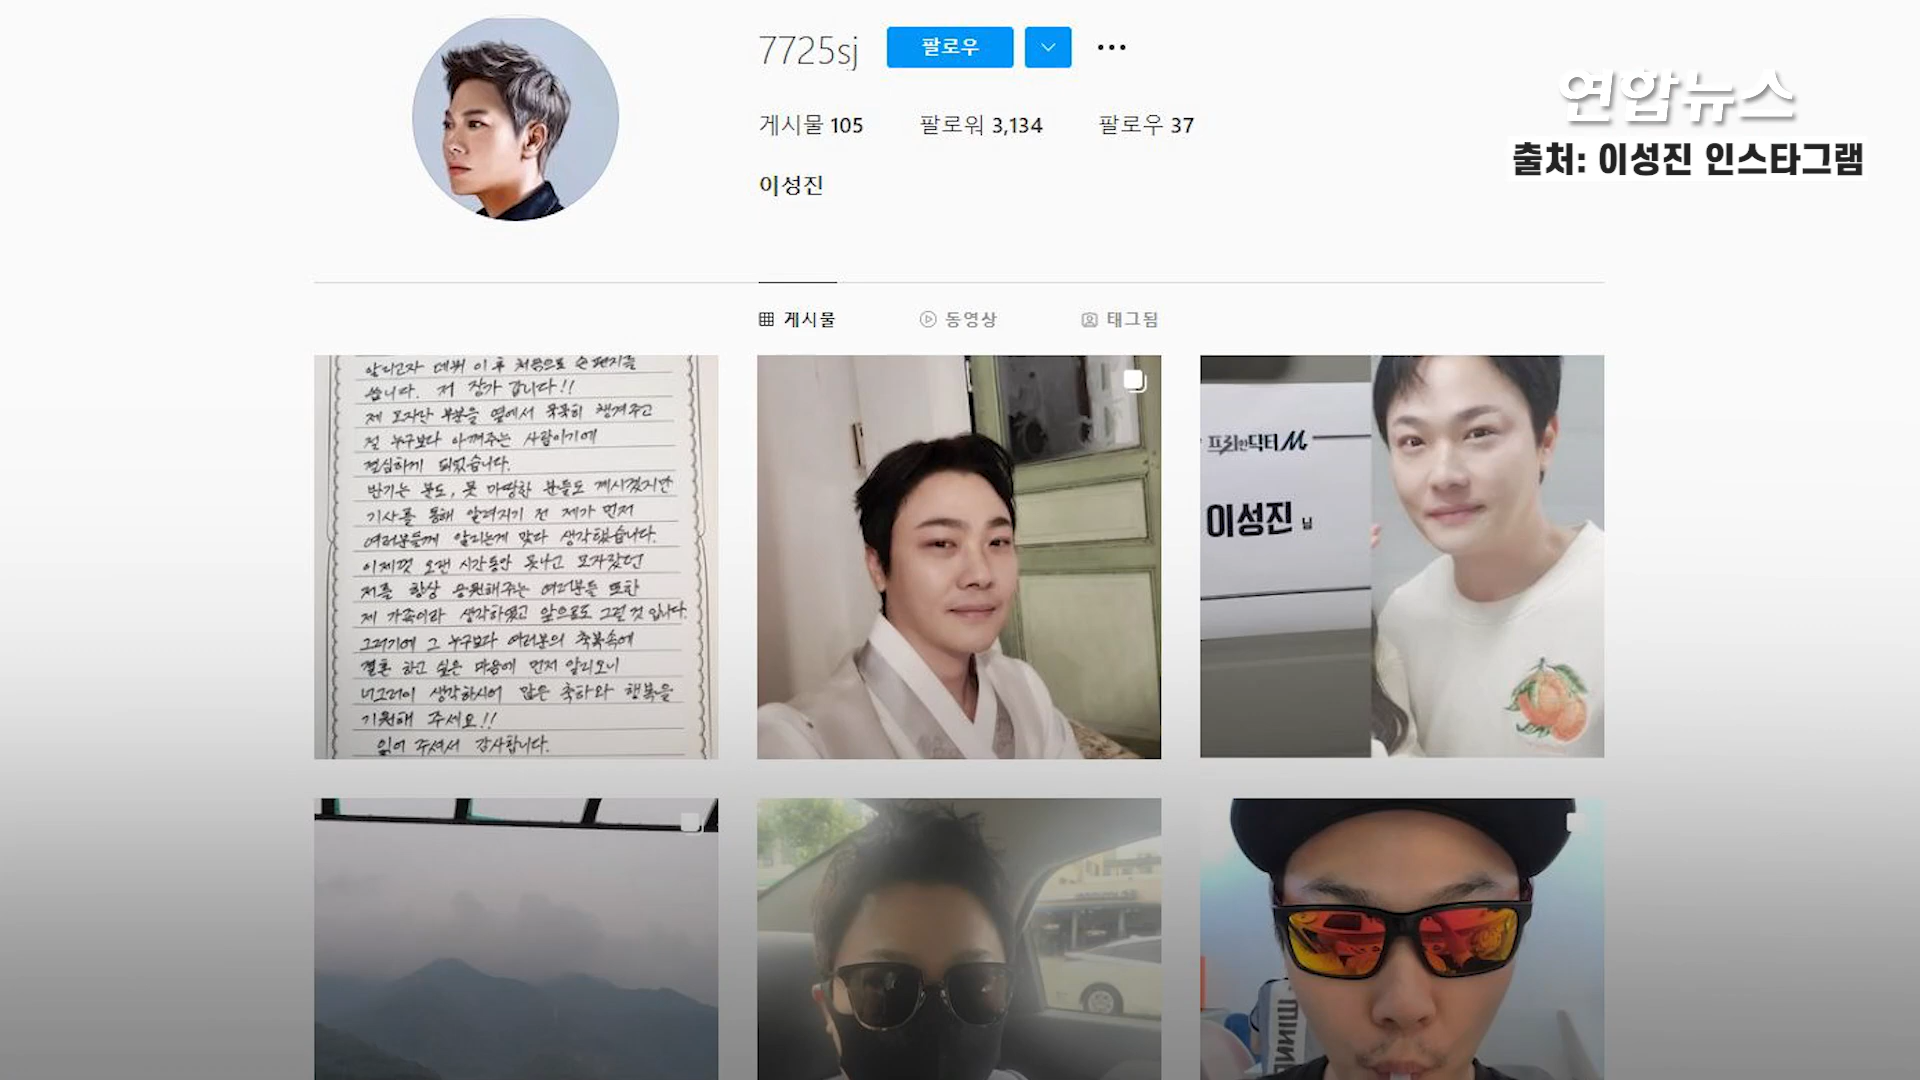 7725sj
팔로우
게시물 105
팔로워 3,134
팔로우 37
이성진
연합뉴스
출처: 이성진 인스타그램
게시물
동영상
태그됨
알리고자 데뷔 이후 처음으로 손편지를
씁니다. 저 장가 갑니다!!
제 모자란 부분을 옆에서 묵묵히 챙겨주고
절 누구보다 아껴주는 사람이기에
결심하게 되었습니다.
반기는 분도, 못 마땅한 분들도 계시겠지만
기사를 통해 알려지기 전 제가 먼저
여러분들께 알리는게 맞다 생각했습니다.
이제껏 오랜 시간동안 못나고 모자랐던
저를 항상 응원해주는 여러분들 또한
제 가족이라 생각하였고 앞으로도 그럴 것 입니다.
그러기에 그 누구보다 여러분의 축복속에
결혼 하고 싶은 마음에 먼저 알리오니
너그러이 생각하시어 많은 축하와 행복을
기원해 주세요!!
읽어 주셔서 감사합니다.
프리한닥터M
이성진 님